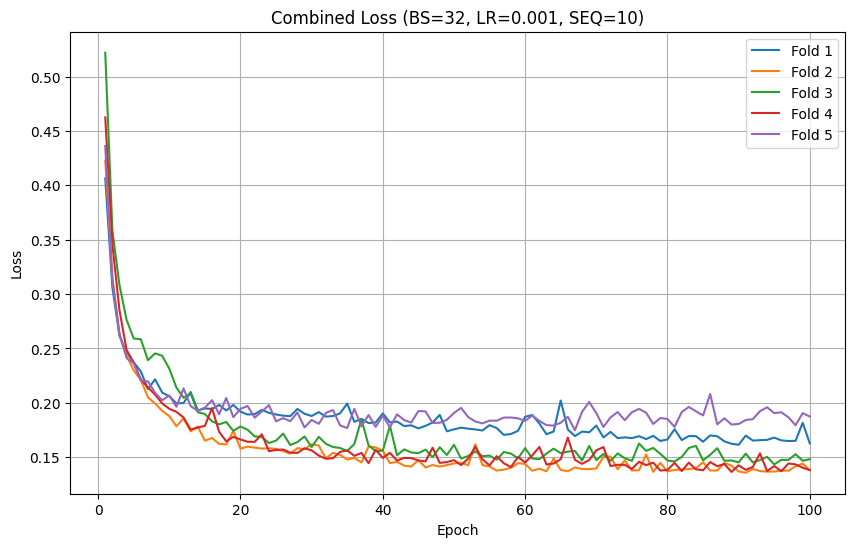 Combined Loss (BS=32, LR=0.001, SEQ=10)
Loss
0.50
0.45
0.40
0.35
0.30
0.25
0.20
0.15
Fold 1
Fold 2
Fold 3
Fold 4
Fold 5
0 20 40 60 80 100
Epoch